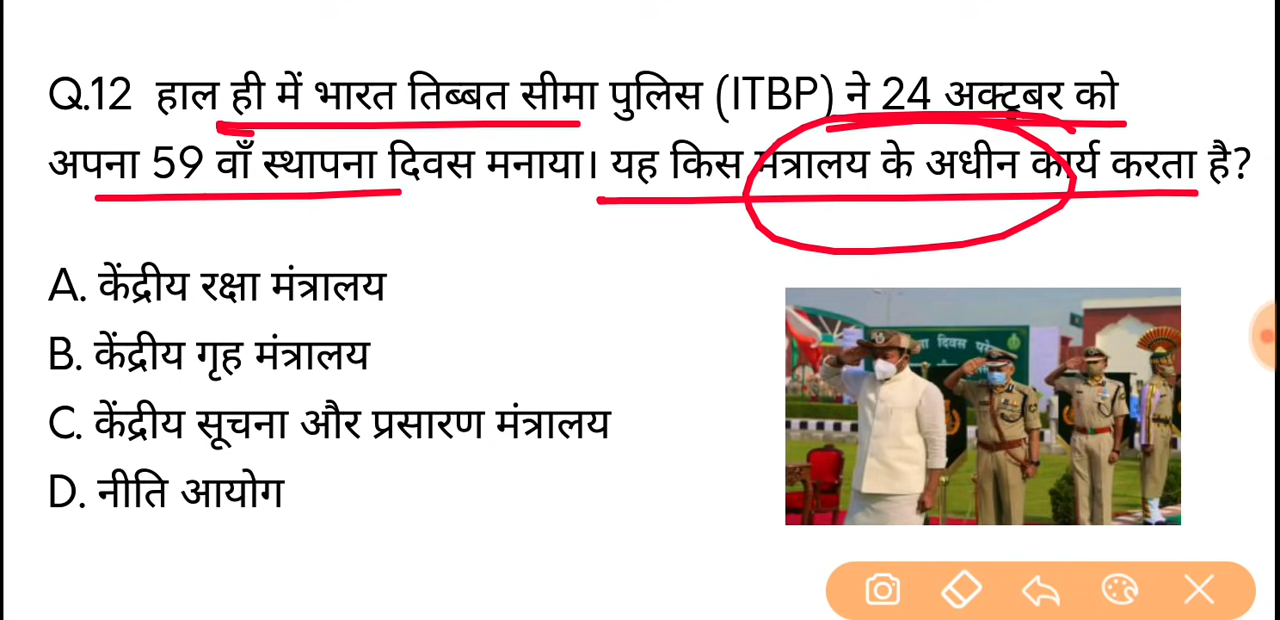 Q.12 हाल ही में भारत तिब्बत सीमा पुलिस (ITBP) ने 24 अक्टूबर को
अपना 59 वाँ स्थापना दिवस मनाया। यह किस मंत्रालय के अधीन कार्य करता है?
A. केंद्रीय रक्षा मंत्रालय
B. केंद्रीय गृह मंत्रालय
C. केंद्रीय सूचना और प्रसारण मंत्रालय
D. नीति आयोग
दिवस